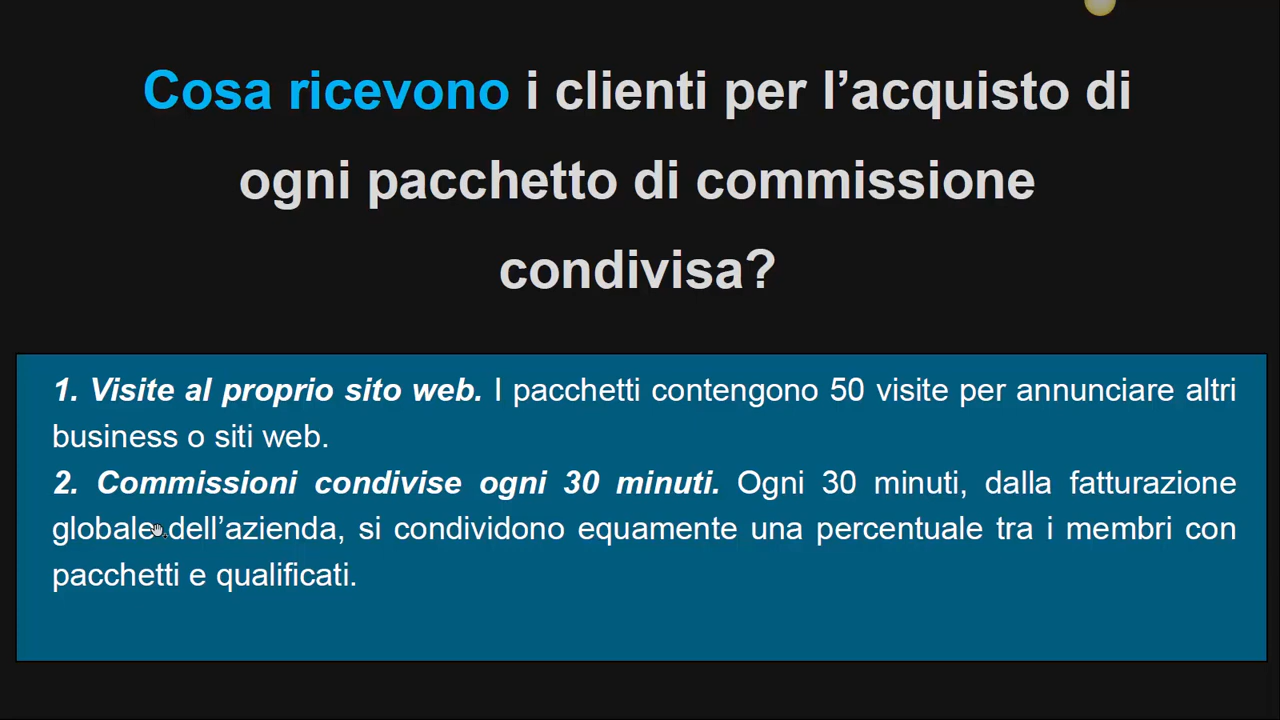 Cosa ricevono i clienti per l’acquisto di
ogni pacchetto di commissione
condivisa?
1. Visite al proprio sito web. I pacchetti contengono 50 visite per annunciare altri
business o siti web.
2. Commissioni condivise ogni 30 minuti. Ogni 30 minuti, dalla fatturazione
globale dell’azienda, si condividono equamente una percentuale tra i membri con
pacchetti e qualificati.